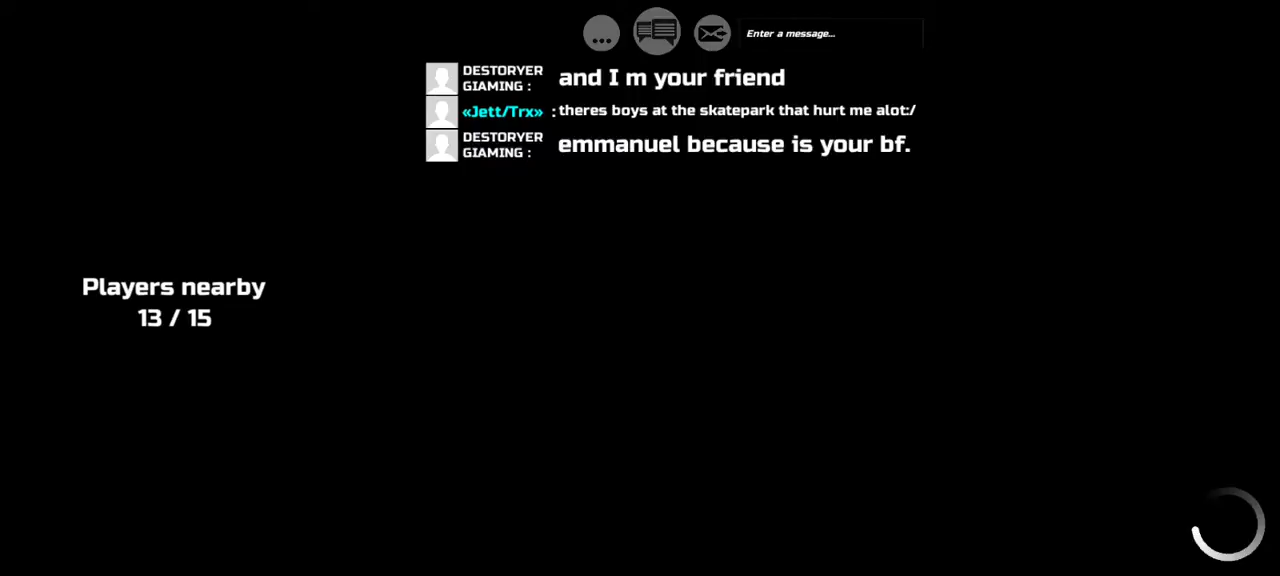 Enter a message...
DESTORYER
GIAMING : and I m your friend
«Jett/Trx» : theres boys at the skatepark that hurt me alot:/
DESTORYER
GIAMING : emmanuel because is your bf.
Players nearby
13 / 15